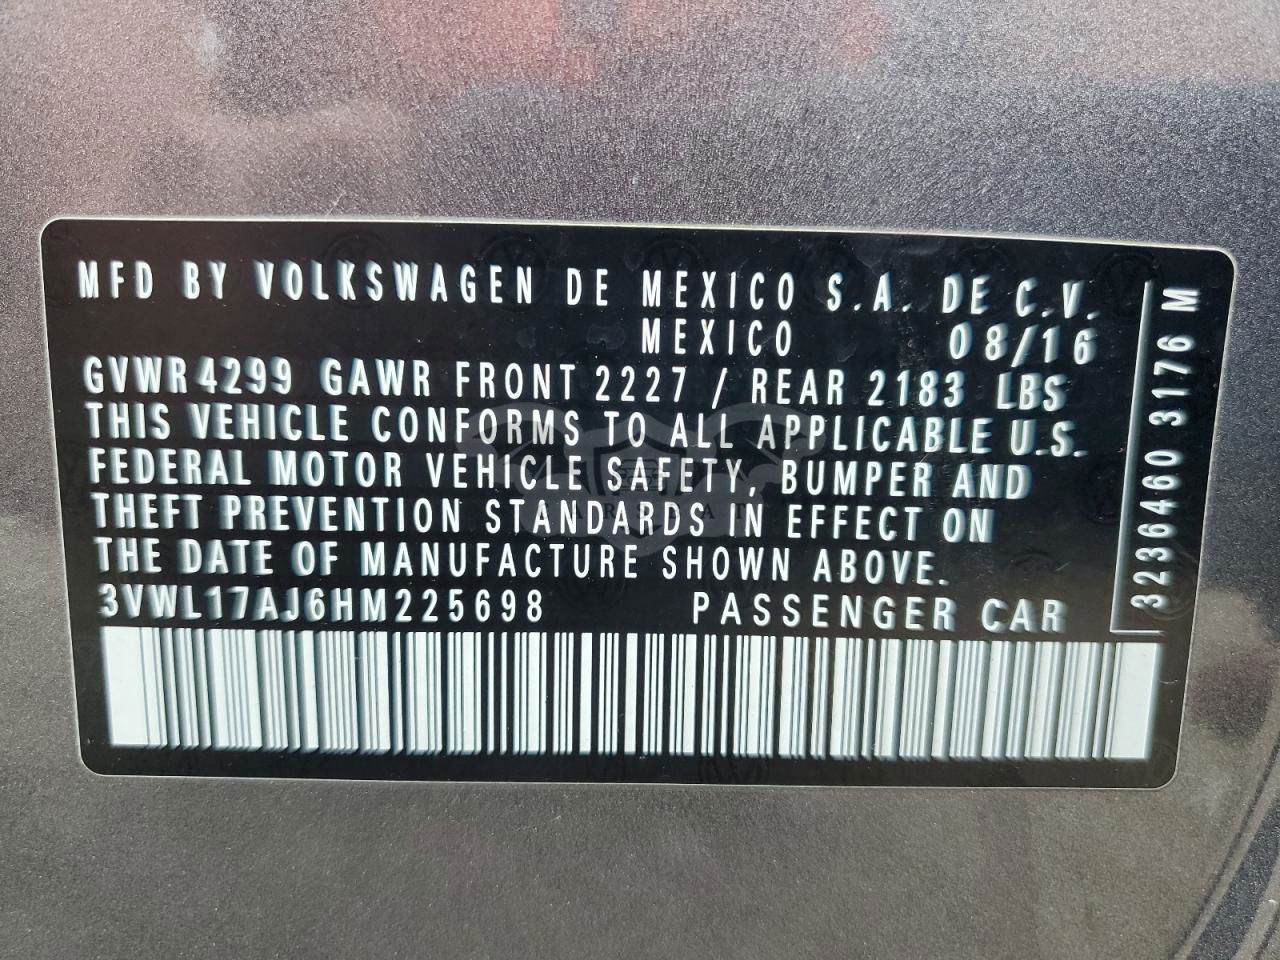 MFD BY VOLKSWAGEN DE MEXICO S.A. DE C.V.
MEXICO 08/16
GVWR 4299 GAWR FRONT 2227 / REAR 2183 LBS
THIS VEHICLE CONFORMS TO ALL APPLICABLE U.S.
FEDERAL MOTOR VEHICLE SAFETY, BUMPER AND
THEFT PREVENTION STANDARDS IN EFFECT ON
THE DATE OF MANUFACTURE SHOWN ABOVE.
3VWL17AJ6HM225698 PASSENGER CAR
3236460 3176 M